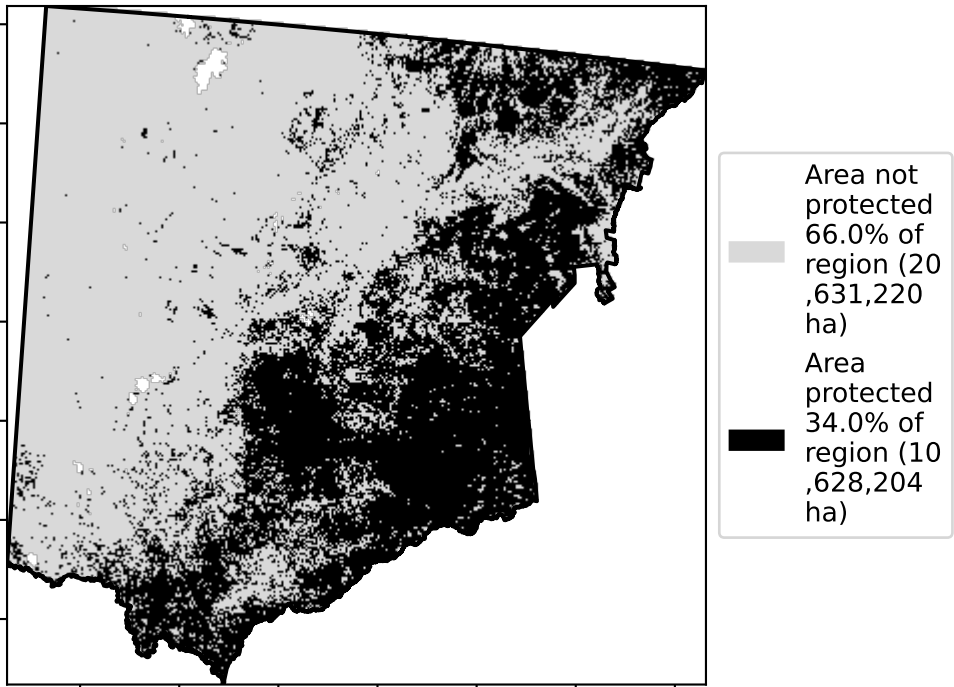 Area not
protected
66.0% of
region (20
,631,220
ha)
Area
protected
34.0% of
region (10
,628,204
ha)